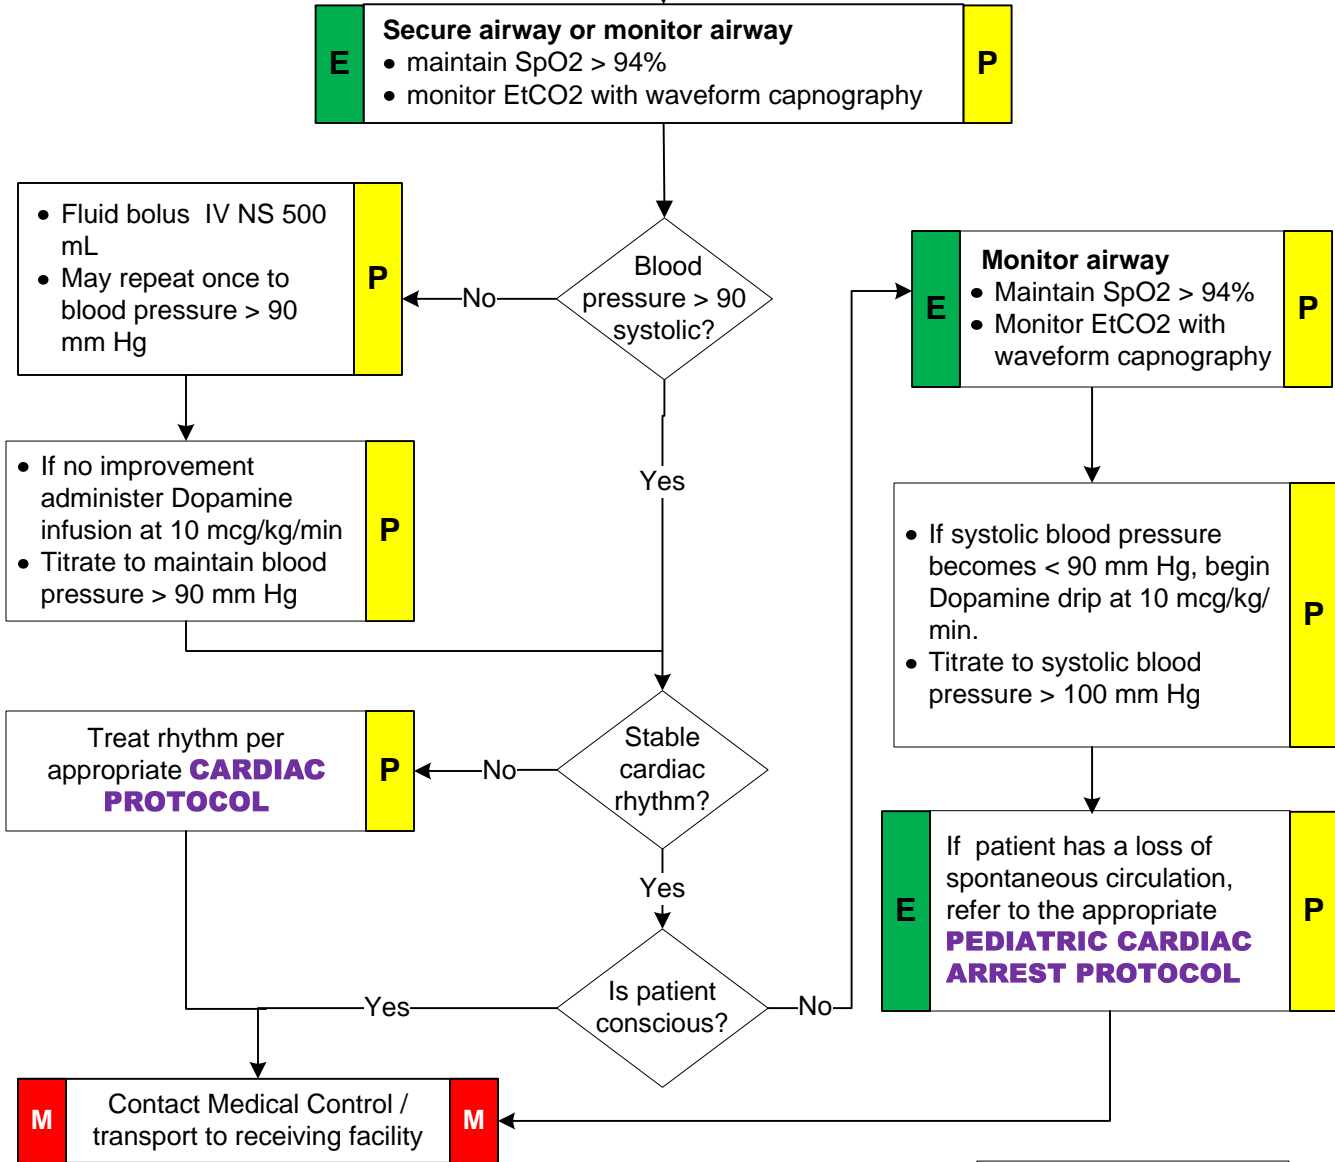 E
Secure airway or monitor airway
• maintain SpO2 > 94%
• monitor EtCO2 with waveform capnography
P
• Fluid bolus  IV NS 500
mL
• May repeat once to
blood pressure > 90
mm Hg
P
No
Blood
pressure > 90
systolic?
Yes
• If no improvement
administer Dopamine
infusion at 10 mcg/kg/min
• Titrate to maintain blood
pressure > 90 mm Hg
P
Treat rhythm per
appropriate CARDIAC
PROTOCOL
P
No
Stable
cardiac
rhythm?
Yes
Is patient
conscious?
Yes
No
E
Monitor airway
• Maintain SpO2 > 94%
• Monitor EtCO2 with
waveform capnography
P
• If systolic blood pressure
becomes < 90 mm Hg, begin
Dopamine drip at 10 mcg/kg/
min.
• Titrate to systolic blood
pressure > 100 mm Hg
P
E
If  patient has a loss of
spontaneous circulation,
refer to the appropriate
PEDIATRIC CARDIAC
ARREST PROTOCOL
P
M
Contact Medical Control /
transport to receiving facility
M